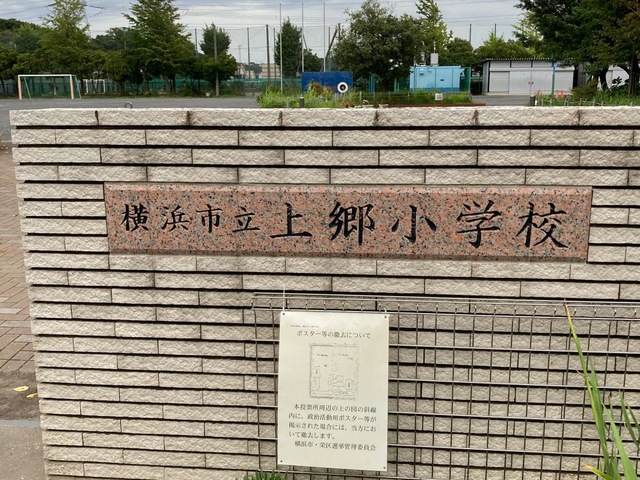 横浜市立上郷小学校
ポスター等の撤去について
本投票所周辺の上の図の斜線
内に、政治活動用ポスター等が
掲示された場合には、当方にお
いて撤去します。
横浜市・栄区選挙管理委員会